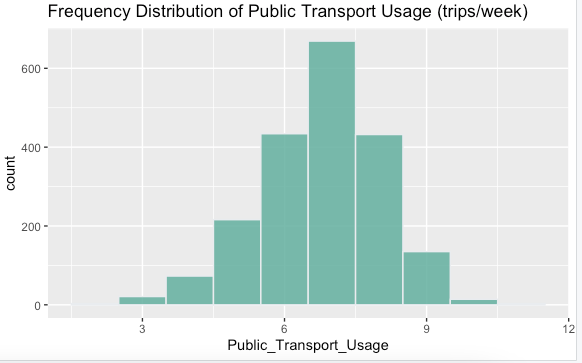 Frequency Distribution of Public Transport Usage (trips/week)
600
400
200
0
count
3 6 9 12
Public_Transport_Usage